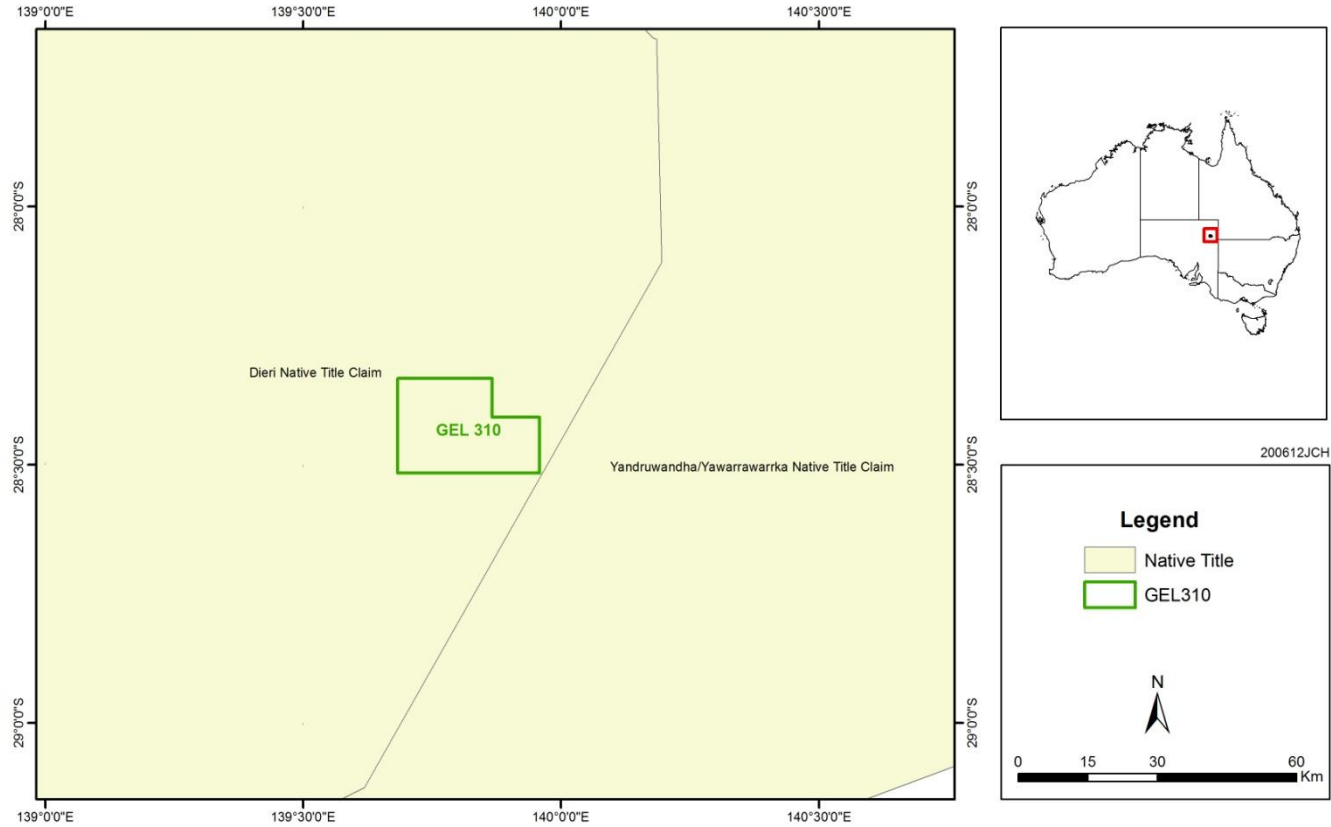 139°0'0"E
139°30'0"E
140°0'0"E
140°30'0"E
28°0'0"S
28°0'0"S
Dieri Native Title Claim
GEL 310
28°30'0"S
Yandruwandha/Yawarrawarrka Native Title Claim
28°30'0"S
29°0'0"S
29°0'0"S
139°0'0"E
139°30'0"E
140°0'0"E
140°30'0"E
200612JCH
Legend
Native Title
GEL310
N
0 15 30 60
Km